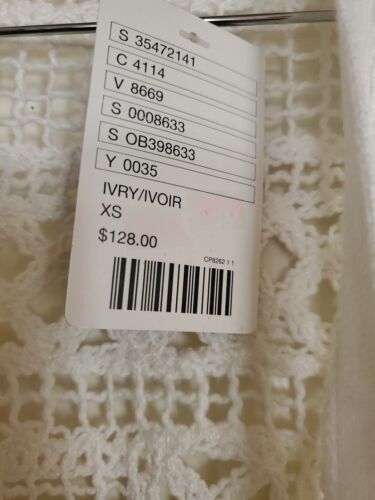 S 35472141
C 4114
V 8669
S 0008633
S OB398633
Y 0035
IVRY/IVOIR
XS
$128.00
CP8262 1 1